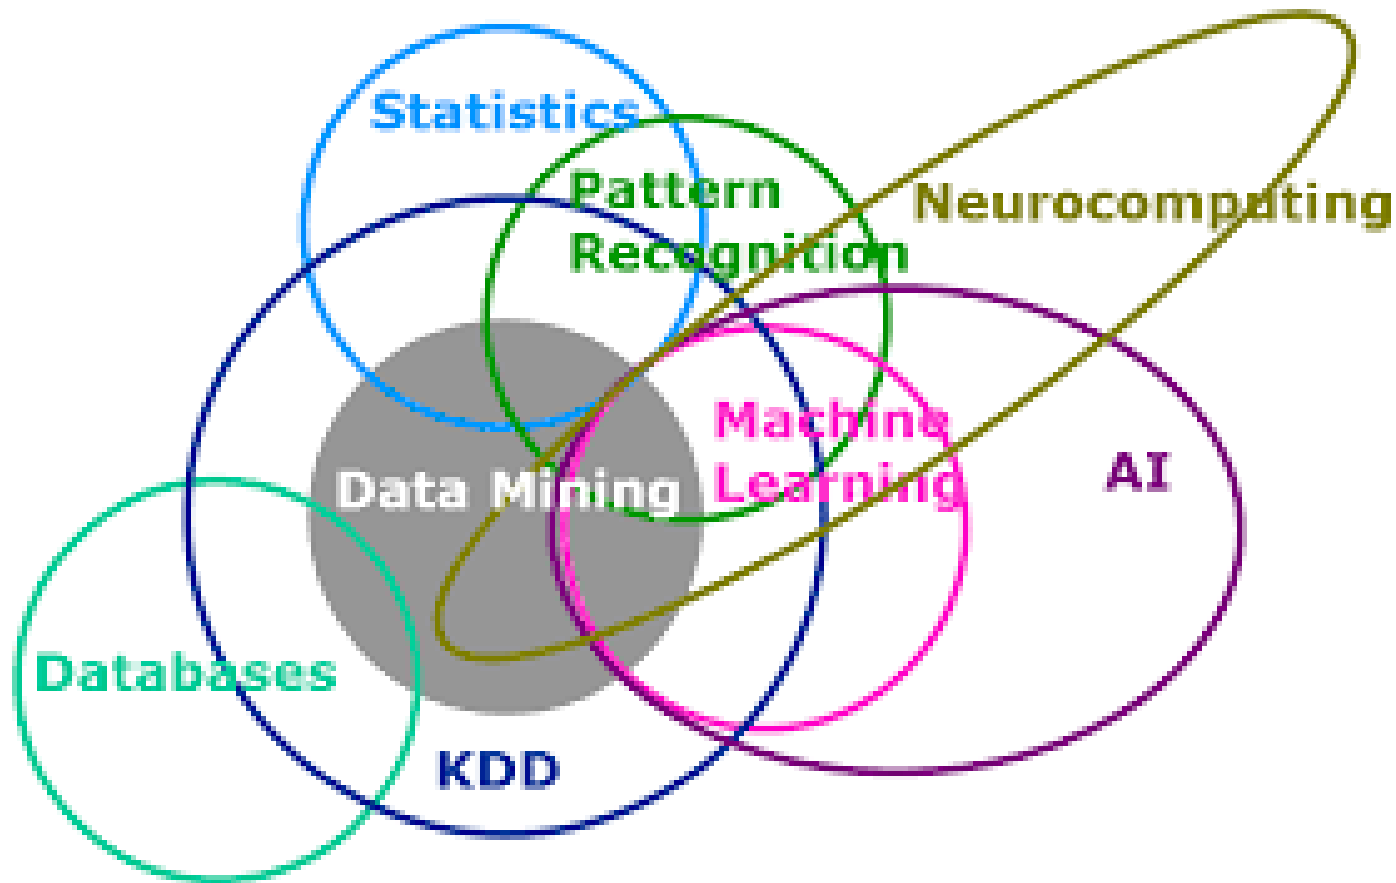 Statistics
Pattern
Recognition
Neurocomputing
Machine
Learning
AI
Data Mining
Databases
KDD